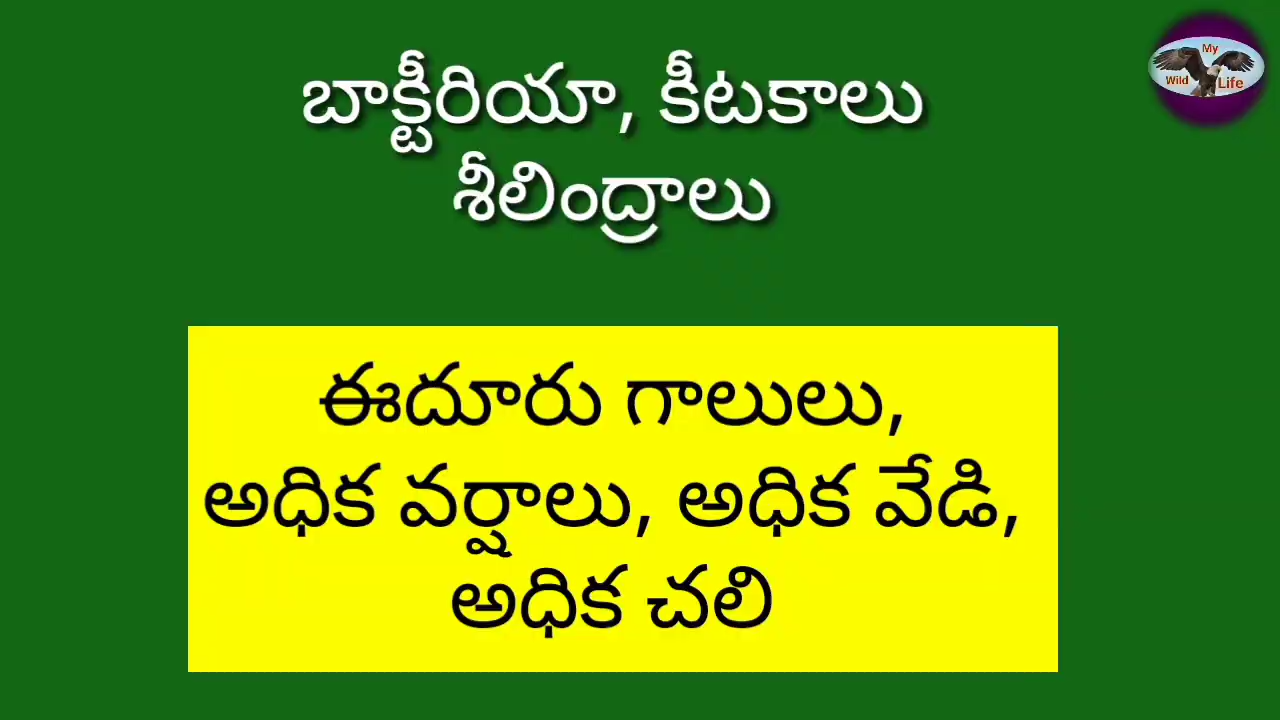 My
Wild Life
బాక్టీరియా, కీటకాలు
శీలింద్రాలు
ఈదూరు గాలులు,
అధిక వర్షాలు, అధిక వేడి,
అధిక చలి